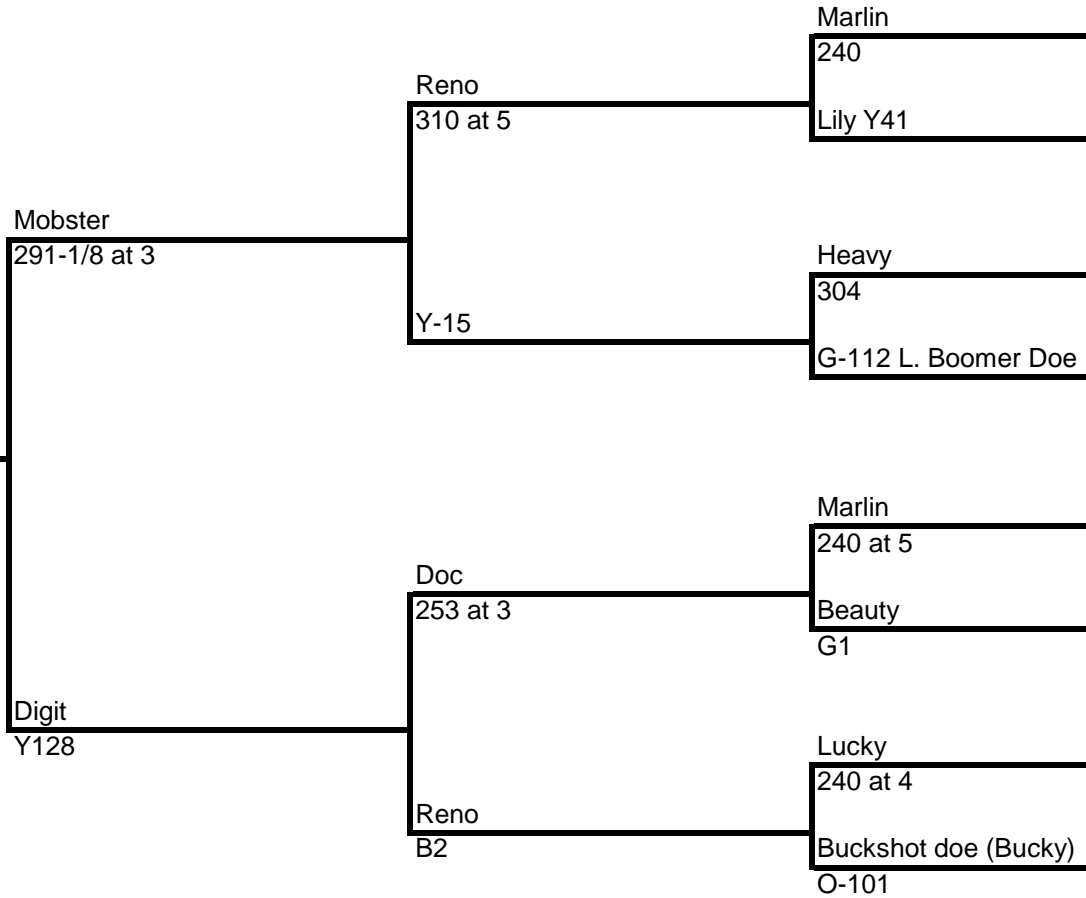 Marlin
240
Reno
310 at 5
Lily Y41
Mobster
291-1/8 at 3
Heavy
304
Y-15
G-112 L. Boomer Doe
Marlin
240 at 5
Doc
253 at 3
Beauty
G1
Digit
Y128
Lucky
240 at 4
Reno
B2
Buckshot doe (Bucky)
O-101